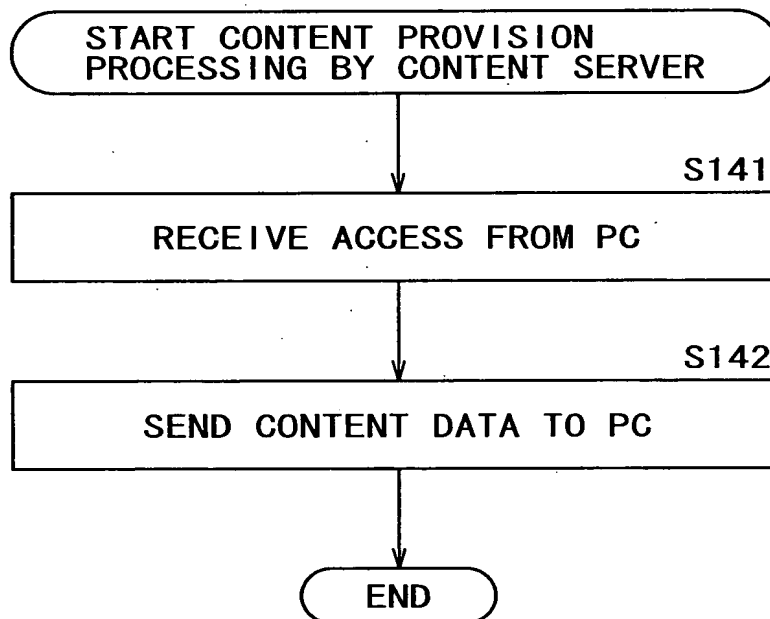 START CONTENT PROVISION
PROCESSING BY CONTENT SERVER
S141
RECEIVE ACCESS FROM PC
S142
SEND CONTENT DATA TO PC
END